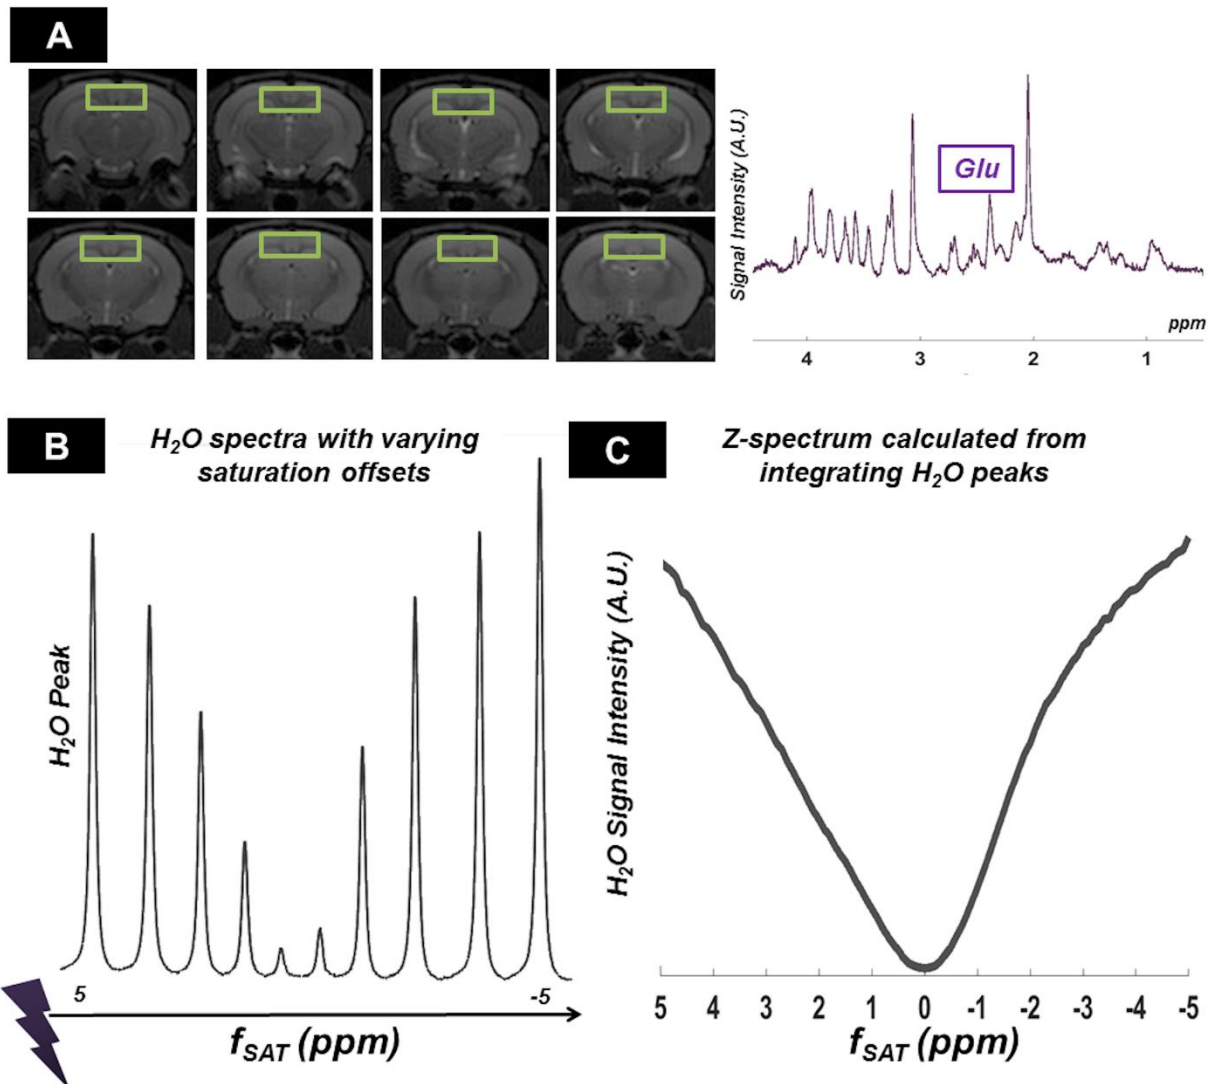 A
Signal Intensity (A.U.)
Glu
ppm
4 3 2 1
B
H₂O spectra with varying
saturation offsets
H₂O Peak
5 -5
f_SAT (ppm)
C
Z-spectrum calculated from
integrating H₂O peaks
H₂O Signal Intensity (A.U.)
5 4 3 2 1 0 -1 -2 -3 -4 -5
f_SAT (ppm)